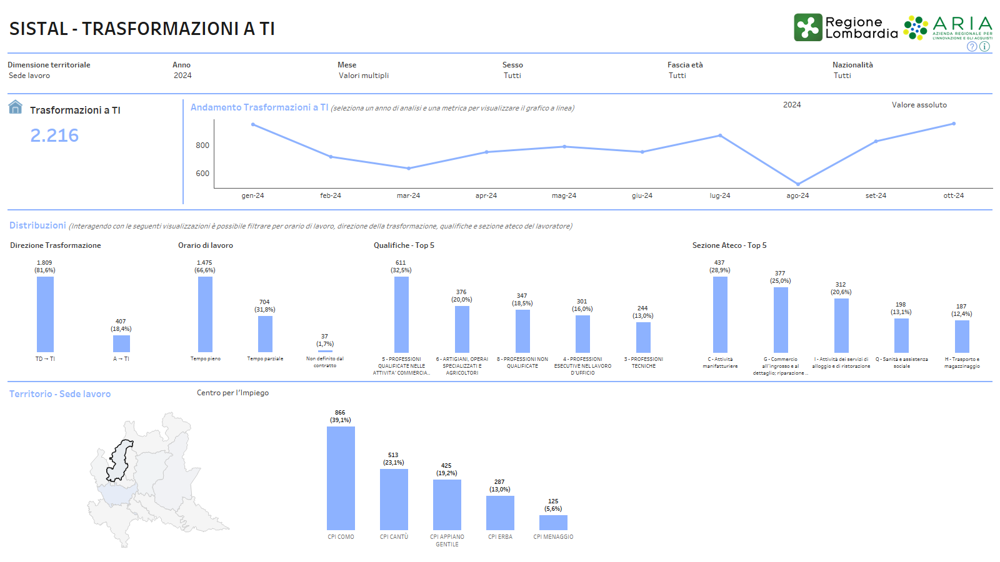 SISTAL - TRASFORMAZIONI A TI
Regione
Lombardia
ARIA
AZIENDA REGIONALE PER
L'INNOVAZIONE E GLI ACQUISTI
?
i
Dimensione territoriale
Sede lavoro
Anno
2024
Mese
Valori multipli
Sesso
Tutti
Fascia età
Tutti
Nazionalità
Tutti
Trasformazioni a TI
2.216
Andamento Trasformazioni a TI (seleziona un anno di analisi e una metrica per visualizzare il grafico a linea)
2024
Valore assoluto
800
600
gen-24
feb-24
mar-24
apr-24
mag-24
giu-24
lug-24
ago-24
set-24
ott-24
Distribuzioni (Interagendo con le seguenti visualizzazioni è possibile filtrare per orario di lavoro, direzione della trasformazione, qualifiche e sezione ateco del lavoratore)
Direzione Trasformazione
1.809
(81,6%)
407
(18,4%)
TD → TI
A → TI
Orario di lavoro
1.475
(66,6%)
704
(31,8%)
37
(1,7%)
Tempo pieno
Tempo parziale
Non definito dal
contratto
Qualifiche - Top 5
611
(32,5%)
376
(20,0%)
347
(18,5%)
301
(16,0%)
244
(13,0%)
5 - PROFESSIONI
QUALIFICATE NELLE
ATTIVITA' COMMERCIA..
6 - ARTIGIANI, OPERAI
SPECIALIZZATI E
AGRICOLTORI
8 - PROFESSIONI NON
QUALIFICATE
4 - PROFESSIONI
ESECUTIVE NEL LAVORO
D'UFFICIO
3 - PROFESSIONI
TECNICHE
Sezione Ateco - Top 5
437
(28,9%)
377
(25,0%)
312
(20,6%)
198
(13,1%)
187
(12,4%)
C - Attività
manifatturiere
G - Commercio
all'ingrosso e al
dettaglio; riparazione ..
I - Attività dei servizi di
alloggio e di ristorazione
Q - Sanità e assistenza
sociale
H - Trasporto e
magazzinaggio
Territorio - Sede lavoro
Centro per l'Impiego
866
(39,1%)
513
(23,1%)
425
(19,2%)
287
(13,0%)
125
(5,6%)
CPI COMO
CPI CANTÙ
CPI APPIANO
GENTILE
CPI ERBA
CPI MENAGGIO